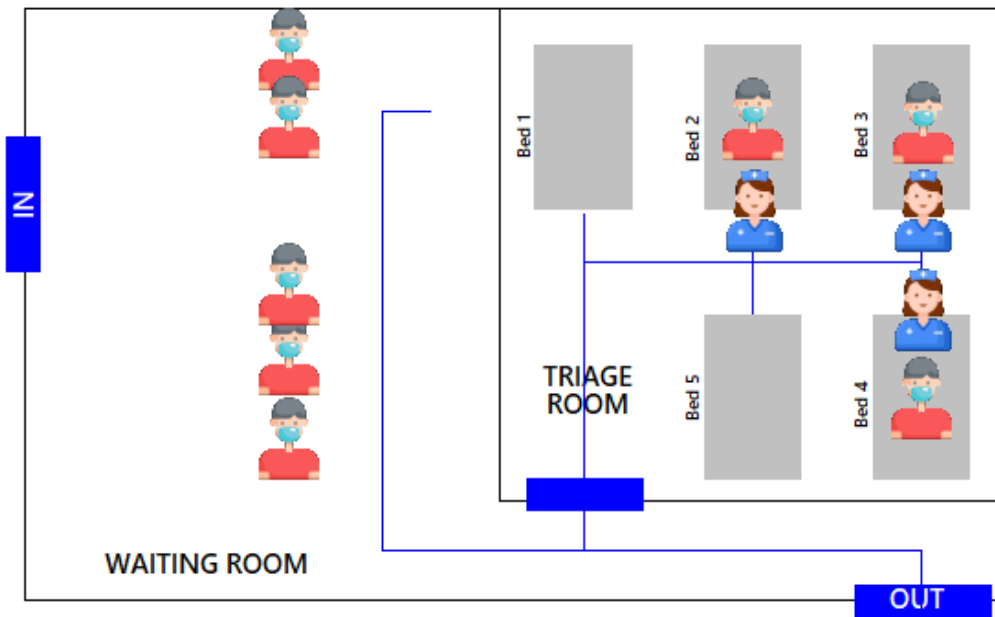 IN
Bed 1
Bed 2
Bed 3
TRIAGE
ROOM
Bed 5
Bed 4
WAITING ROOM
OUT